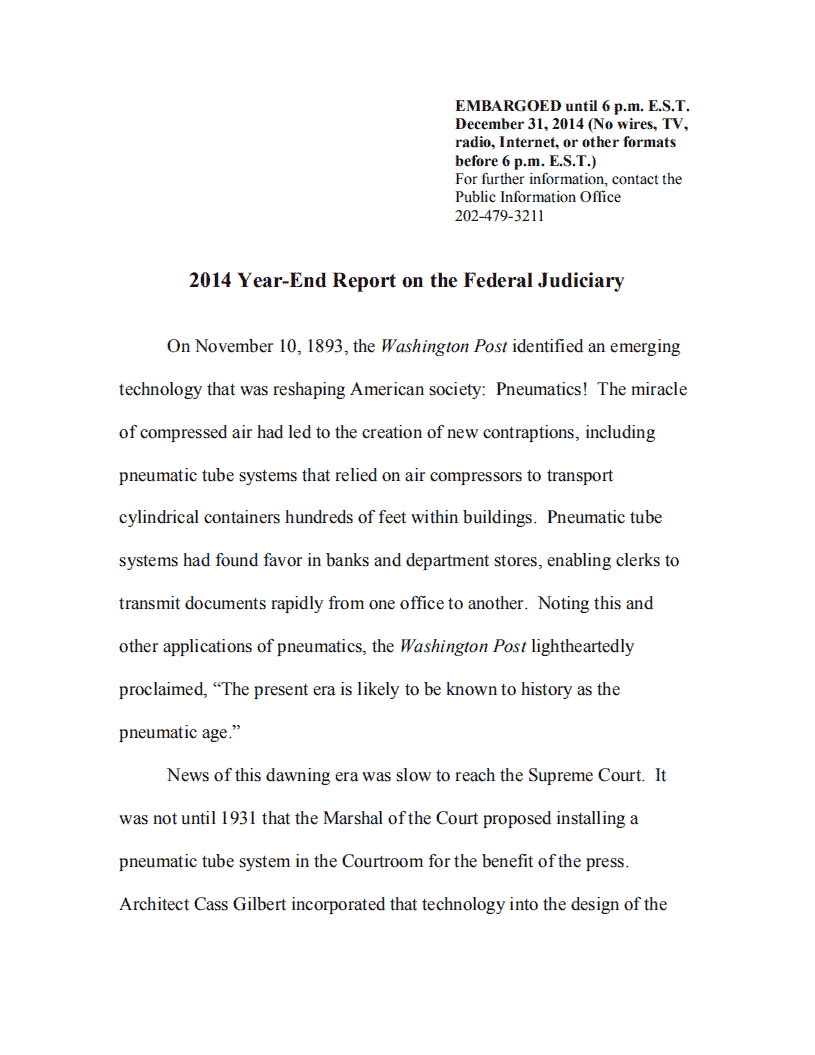 EMBARGOED until 6 p.m. E.S.T.
December 31, 2014 (No wires, TV,
radio, Internet, or other formats
before 6 p.m. E.S.T.)
For further information, contact the
Public Information Office
202-479-3211
2014 Year-End Report on the Federal Judiciary
On November 10, 1893, the Washington Post identified an emerging
technology that was reshaping American society:  Pneumatics!  The miracle
of compressed air had led to the creation of new contraptions, including
pneumatic tube systems that relied on air compressors to transport
cylindrical containers hundreds of feet within buildings.  Pneumatic tube
systems had found favor in banks and department stores, enabling clerks to
transmit documents rapidly from one office to another.  Noting this and
other applications of pneumatics, the Washington Post lightheartedly
proclaimed, “The present era is likely to be known to history as the
pneumatic age.”
News of this dawning era was slow to reach the Supreme Court.  It
was not until 1931 that the Marshal of the Court proposed installing a
pneumatic tube system in the Courtroom for the benefit of the press.
Architect Cass Gilbert incorporated that technology into the design of the